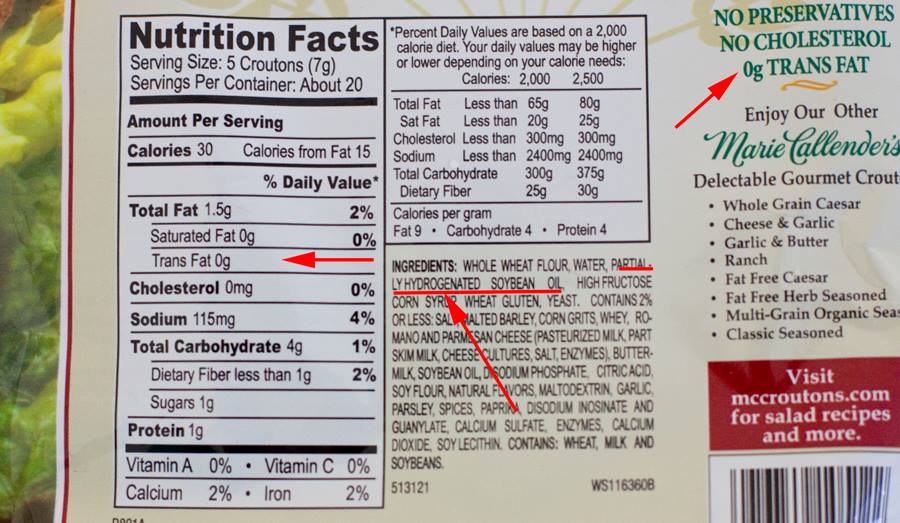 Nutrition Facts
Serving Size: 5 Croutons (7g)
Servings Per Container: About 20
Amount Per Serving
Calories 30 Calories from Fat 15
% Daily Value*
Total Fat 1.5g 2%
Saturated Fat 0g 0%
Trans Fat 0g
Cholesterol 0mg 0%
Sodium 115mg 4%
Total Carbohydrate 4g 1%
Dietary Fiber less than 1g 2%
Sugars 1g
Protein 1g
Vitamin A 0% • Vitamin C 0%
Calcium 2% • Iron 2%
*Percent Daily Values are based on a 2,000
calorie diet. Your daily values may be higher
or lower depending on your calorie needs:
Calories: 2,000 2,500
Total Fat Less than 65g 80g
Sat Fat Less than 20g 25g
Cholesterol Less than 300mg 300mg
Sodium Less than 2400mg 2400mg
Total Carbohydrate 300g 375g
Dietary Fiber 25g 30g
Calories per gram
Fat 9 • Carbohydrate 4 • Protein 4
INGREDIENTS: WHOLE WHEAT FLOUR, WATER, PARTIAL-
LY HYDROGENATED SOYBEAN OIL, HIGH FRUCTOSE
CORN SYRUP, WHEAT GLUTEN, YEAST. CONTAINS 2%
OR LESS: SALT, MALTED BARLEY, CORN GRITS, WHEY, RO-
MANO AND PARMESAN CHEESE (PASTEURIZED MILK, PART
SKIM MILK, CHEESE CULTURES, SALT, ENZYMES), BUTTER-
MILK, SOYBEAN OIL, DISODIUM PHOSPHATE, CITRIC ACID,
SOY FLOUR, NATURAL FLAVORS, MALTODEXTRIN, GARLIC,
PARSLEY, SPICES, PAPRIKA, DISODIUM INOSINATE AND
GUANYLATE, CALCIUM SULFATE, ENZYMES, CALCIUM
DIOXIDE, SOY LECITHIN. CONTAINS: WHEAT, MILK AND
SOYBEANS.
513121 WS116360B
NO PRESERVATIVES
NO CHOLESTEROL
0g TRANS FAT
Enjoy Our Other
Marie Callender's
Delectable Gourmet Crout
• Whole Grain Caesar
• Cheese & Garlic
• Garlic & Butter
• Ranch
• Fat Free Caesar
• Fat Free Herb Seasoned
• Multi-Grain Organic Seas
• Classic Seasoned
Visit
mccroutons.com
for salad recipes
and more.